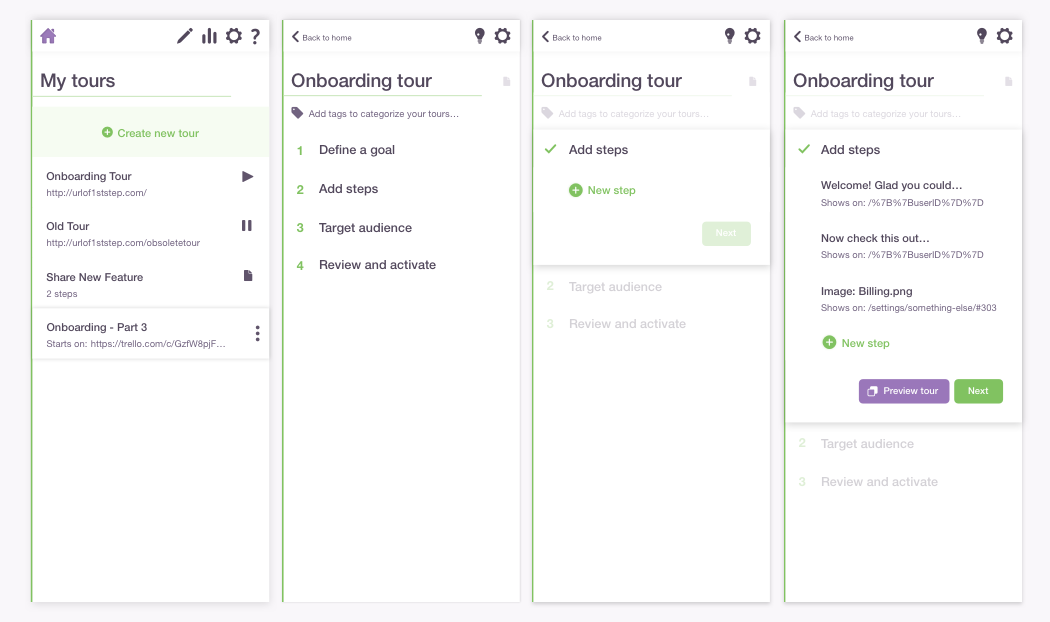 ?
My tours
Create new tour
Onboarding Tour
http://urlof1ststep.com/
Old Tour
http://urlof1ststep.com/obsoletetour
Share New Feature
2 steps
Onboarding - Part 3
Starts on: https://trello.com/c/GzfW8pjF...
Back to home
Onboarding tour
Add tags to categorize your tours...
1 Define a goal
2 Add steps
3 Target audience
4 Review and activate
Back to home
Onboarding tour
Add tags to categorize your tours...
Add steps
New step
Next
2 Target audience
3 Review and activate
Back to home
Onboarding tour
Add tags to categorize your tours...
Add steps
Welcome! Glad you could...
Shows on: /%7B%7BuserID%7D%7D
Now check this out...
Shows on: /%7B%7BuserID%7D%7D
Image: Billing.png
Shows on: /settings/something-else/#303
New step
Preview tour
Next
2 Target audience
3 Review and activate